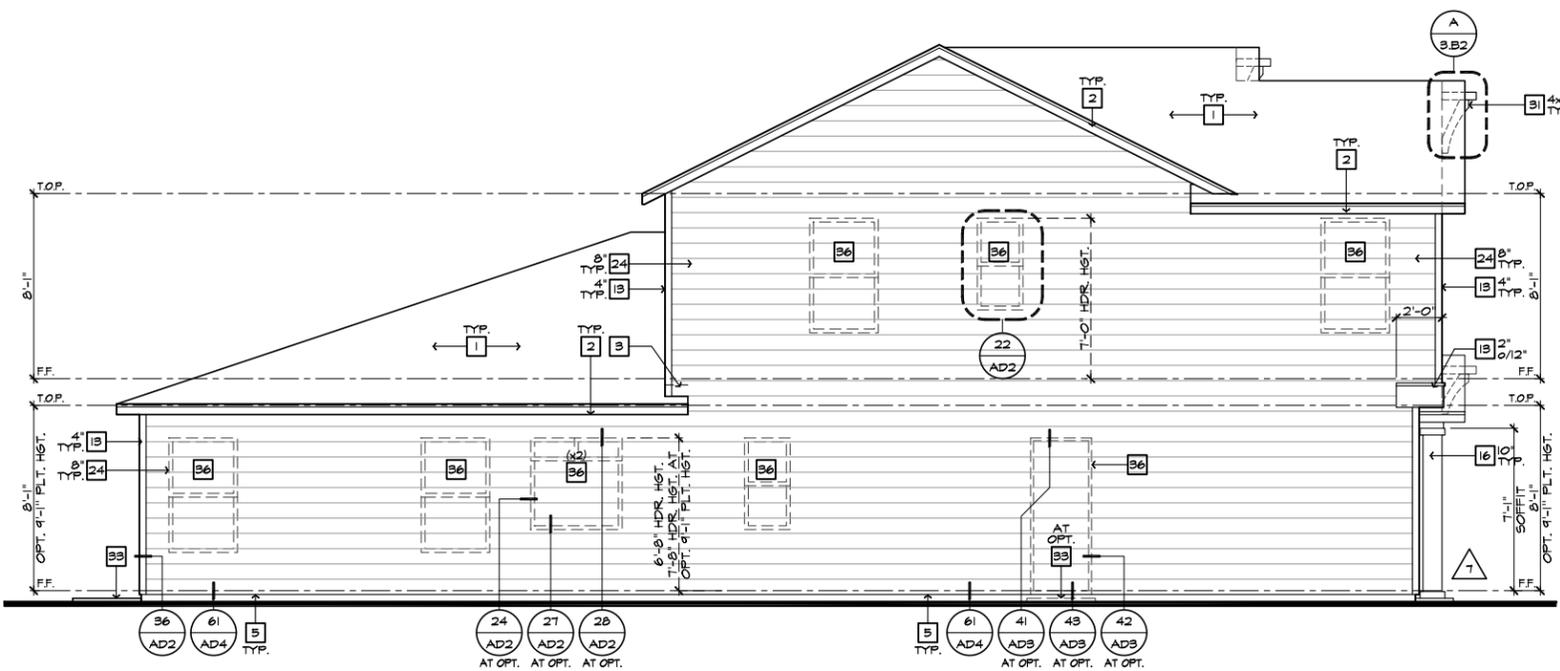 A
3.B2
TYP.
2
TYP.
1
31
TYP.
2
T.O.P.
T.O.P.
36
36
36
8"
TYP.
24
24
8"
TYP.
4"
TYP.
13
13
4"
TYP.
8'-1"
8'-1"
7'-0" HDR. HGT.
2'-0"
TYP.
1
TYP.
2
3
22
AD2
13
2"
0/12"
F.F.
F.F.
T.O.P.
T.O.P.
4"
TYP.
13
8"
TYP.
24
36
36
(x2)
36
36
36
16
10"
TYP.
8'-1"
OPT. 9'-1" PLT. HGT.
6'-8" HDR. HGT.
7'-8" HDR. HGT. AT
OPT. 9'-1" PLT. HGT.
7'-1"
SOFFIT
8'-1"
OPT. 9'-1" PLT. HGT.
33
AT
OPT.
33
7
F.F.
F.F.
36
AD2
61
AD4
5
TYP.
24
AD2
AT OPT.
27
AD2
AT OPT.
28
AD2
AT OPT.
5
TYP.
61
AD4
41
AD3
AT OPT.
43
AD3
AT OPT.
42
AD3
AT OPT.